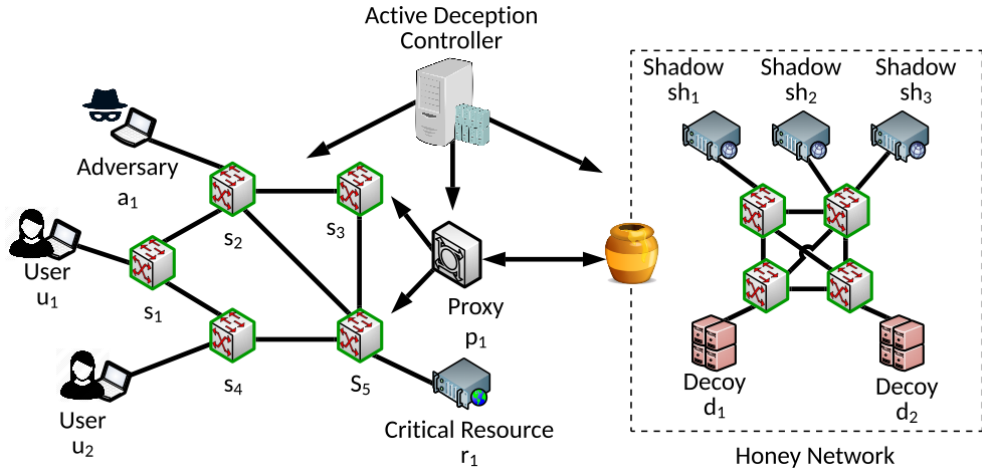 Active Deception
Controller
Shadow
sh₁
Shadow
sh₂
Shadow
sh₃
Adversary
a₁
s₂
s₃
User
u₁
s₁
Proxy
p₁
s₄
S₅
User
u₂
Critical Resource
r₁
Decoy
d₁
Decoy
d₂
Honey Network